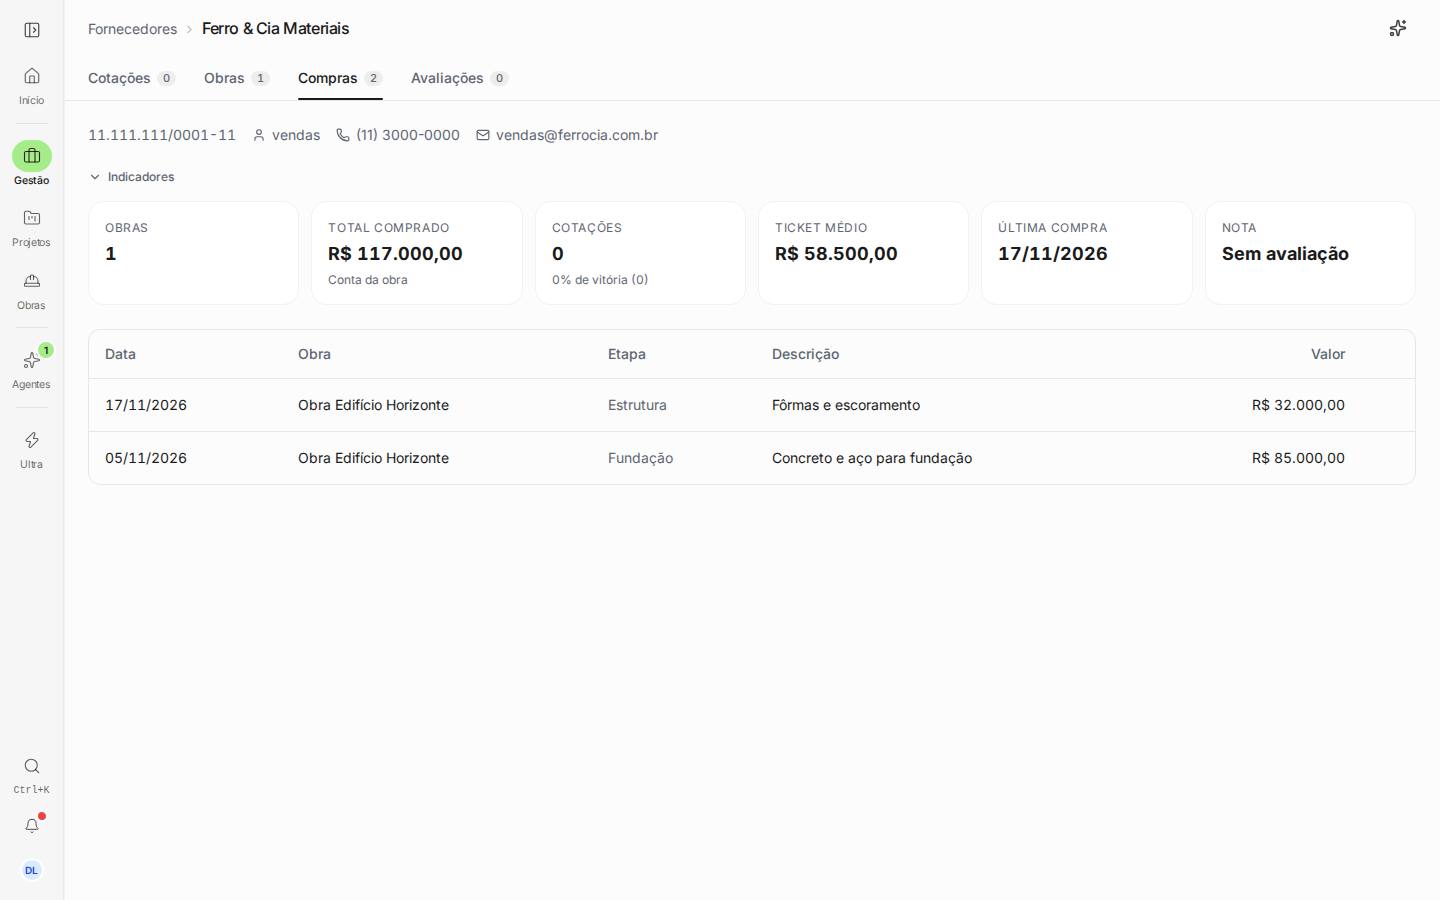 Fornecedores > Ferro & Cia Materiais
Cotações 0 Obras 1 Compras 2 Avaliações 0
11.111.111/0001-11 vendas (11) 3000-0000 vendas@ferrocia.com.br
Indicadores
OBRAS
1
TOTAL COMPRADO
R$ 117.000,00
Conta da obra
COTAÇÕES
0
0% de vitória (0)
TICKET MÉDIO
R$ 58.500,00
ÚLTIMA COMPRA
17/11/2026
NOTA
Sem avaliação
Data Obra Etapa Descrição Valor
17/11/2026 Obra Edifício Horizonte Estrutura Fôrmas e escoramento R$ 32.000,00
05/11/2026 Obra Edifício Horizonte Fundação Concreto e aço para fundação R$ 85.000,00
Início
Gestão
Projetos
Obras
1
Agentes
Ultra
Ctrl+K
DL